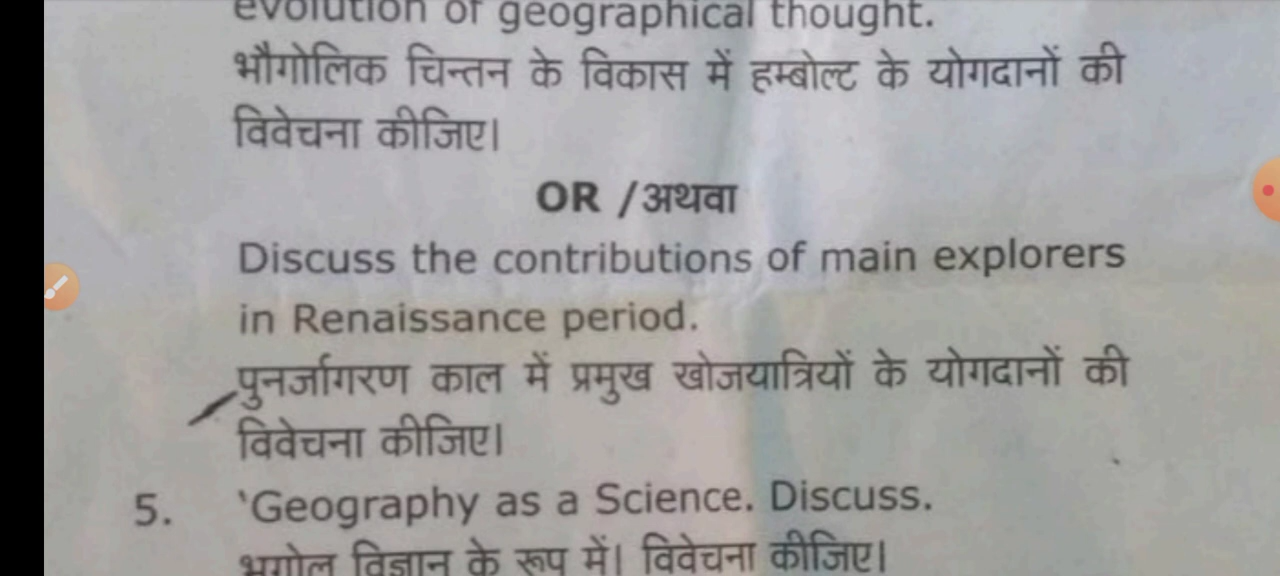 evolution of geographical thought.
भौगोलिक चिन्तन के विकास में हम्बोल्ट के योगदानों की
विवेचना कीजिए।
OR /अथवा
Discuss the contributions of main explorers
in Renaissance period.
पुनर्जागरण काल में प्रमुख खोजयात्रियों के योगदानों की
विवेचना कीजिए।
5. 'Geography as a Science. Discuss.
भूगोल विज्ञान के रूप में। विवेचना कीजिए।